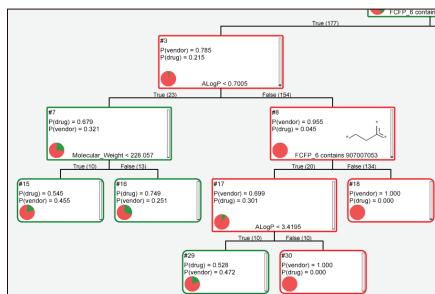 FCFP_6 contains
True (177)
#3
P(vendor) = 0.785
P(drug) = 0.215
ALogP < 0.7005
True (23)
False (154)
#7
P(drug) = 0.679
P(vendor) = 0.321
Molecular_Weight < 228.057
#8
P(vendor) = 0.955
P(drug) = 0.045
FCFP_6 contains 907007053
True (10)
False (13)
True (20)
False (134)
#15
P(drug) = 0.545
P(vendor) = 0.455
#16
P(drug) = 0.749
P(vendor) = 0.251
#17
P(vendor) = 0.699
P(drug) = 0.301
ALogP < 3.4195
#18
P(vendor) = 1.000
P(drug) = 0.000
True (10)
False (10)
#29
P(drug) = 0.528
P(vendor) = 0.472
#30
P(vendor) = 1.000
P(drug) = 0.000